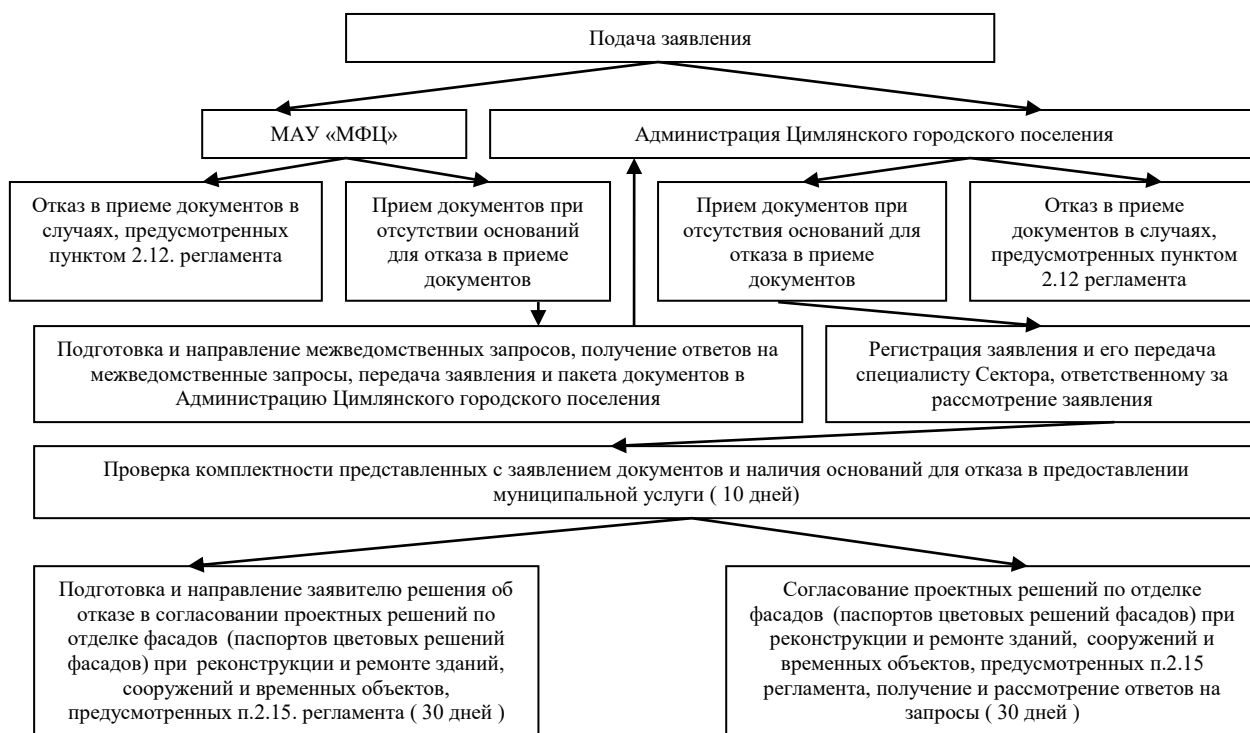 Подача заявления
МАУ «МФЦ»
Администрация Цимлянского городского поселения
Отказ в приеме документов в
случаях, предусмотренных
пунктом 2.12. регламента
Прием документов при
отсутствии оснований
для отказа в приеме
документов
Прием документов при
отсутствия оснований для
отказа в приеме
документов
Отказ в приеме
документов в случаях,
предусмотренных пунктом
2.12 регламента
Подготовка и направление межведомственных запросов, получение ответов на
межведомственные запросы, передача заявления и пакета документов в
Администрацию Цимлянского городского поселения
Регистрация заявления и его передача
специалисту Сектора, ответственному за
рассмотрение заявления
Проверка комплектности представленных с заявлением документов и наличия оснований для отказа в предоставлении
муниципальной услуги ( 10 дней)
Подготовка и направление заявителю решения об
отказе в согласовании проектных решений по
отделке фасадов (паспортов цветовых решений
фасадов) при реконструкции и ремонте зданий,
сооружений и временных объектов,
предусмотренных п.2.15. регламента ( 30 дней )
Согласование проектных решений по отделке
фасадов (паспортов цветовых решений фасадов) при
реконструкции и ремонте зданий, сооружений и
временных объектов, предусмотренных п.2.15
регламента, получение и рассмотрение ответов на
запросы ( 30 дней )